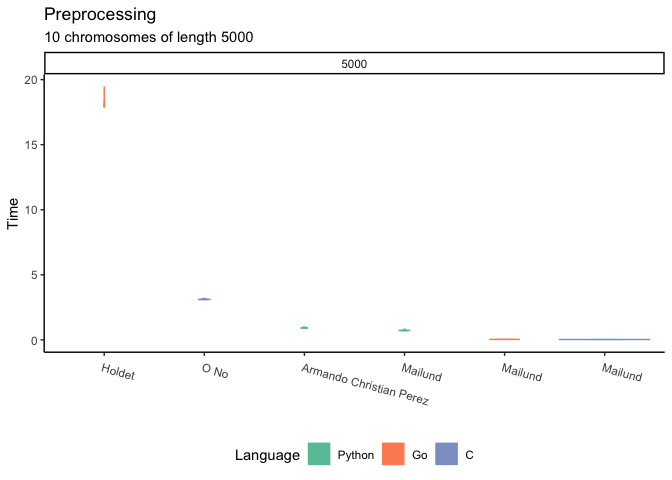 Preprocessing
10 chromosomes of length 5000
5000
20
15
10
5
0
Time
Holdet
O No
Armando Christian Perez
Mailund
Mailund
Mailund
Language Python Go C